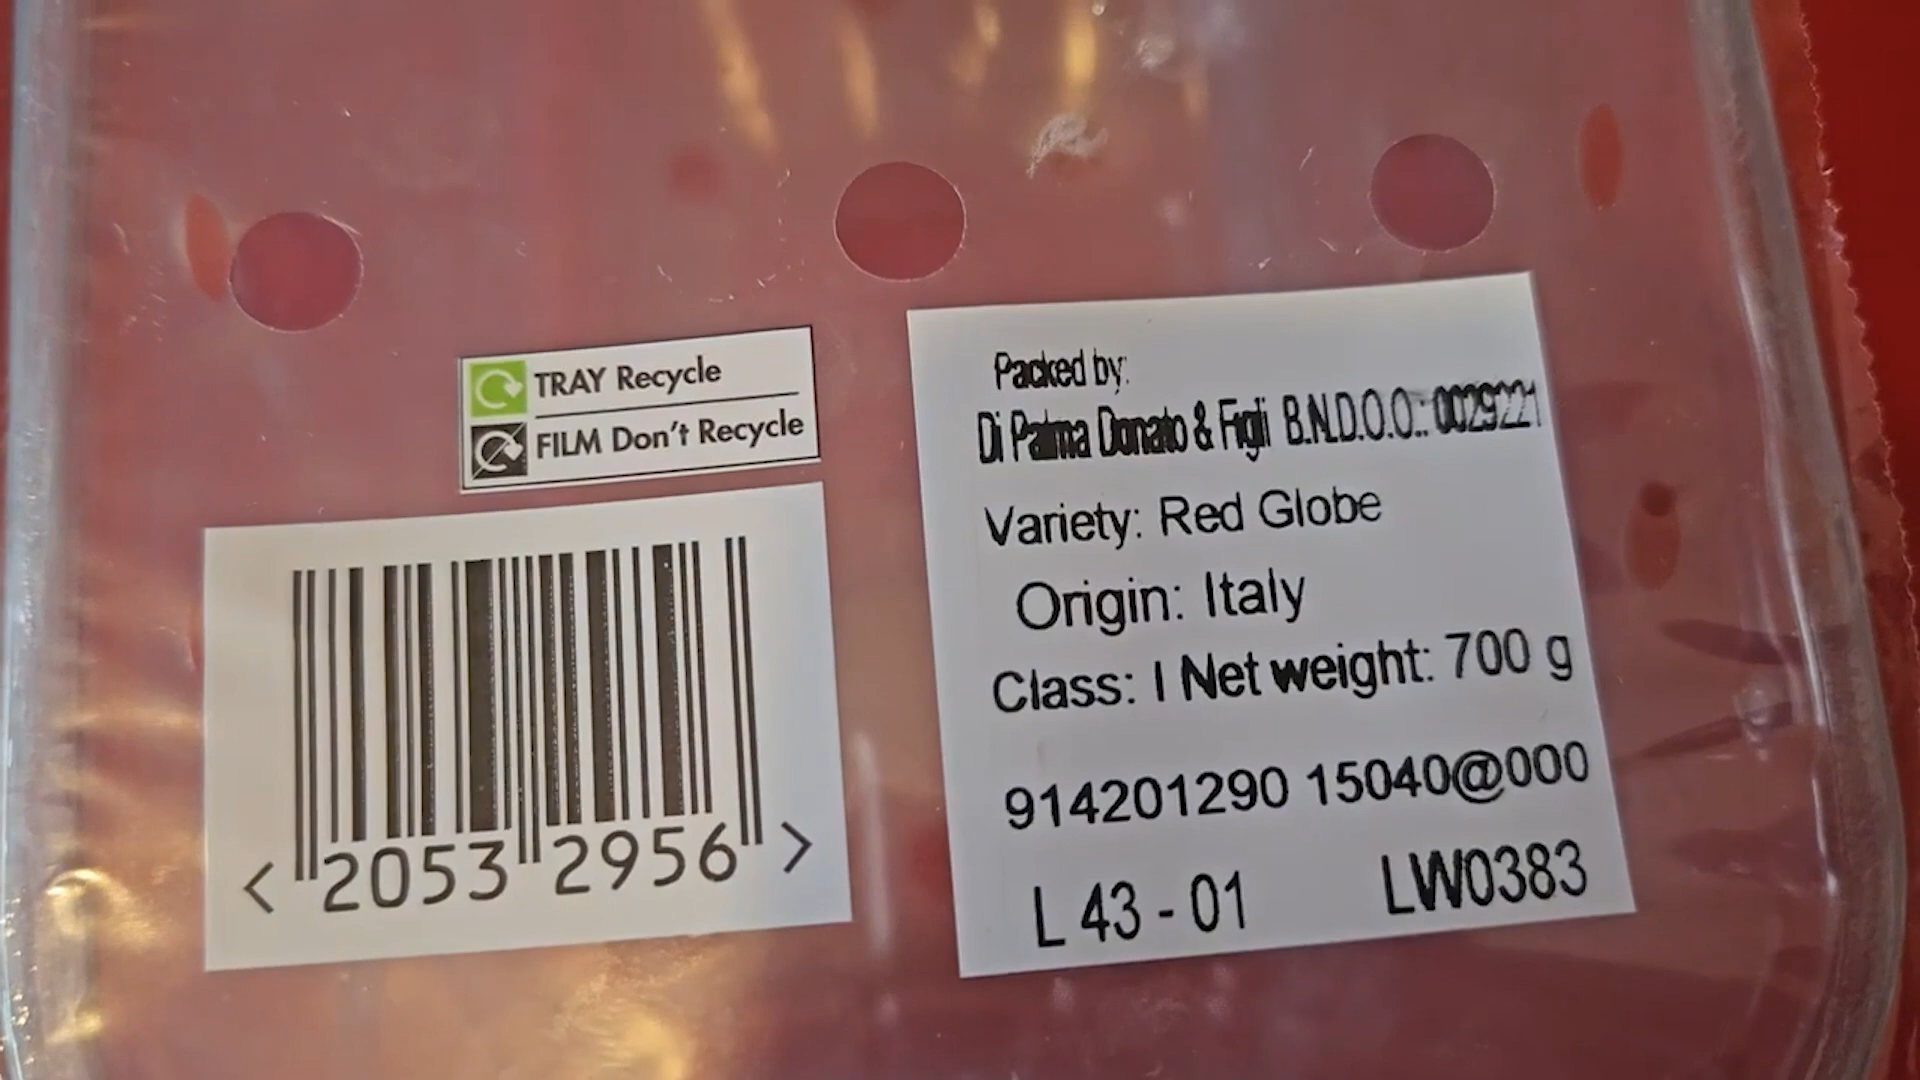 TRAY Recycle
FILM Don't Recycle
< 2053 2956 >
Packed by:
Di Palma Donato & Figli B.N.D.O.O.: 0029221
Variety: Red Globe
Origin: Italy
Class: I Net weight: 700 g
914201290 15040@000
L 43 - 01 LW0383